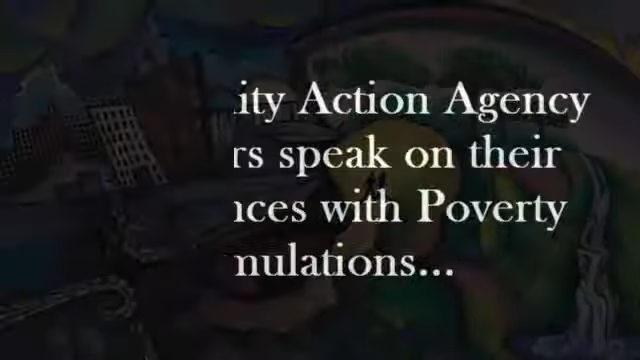 ity Action Agency
rs speak on their
nces with Poverty
nulations...